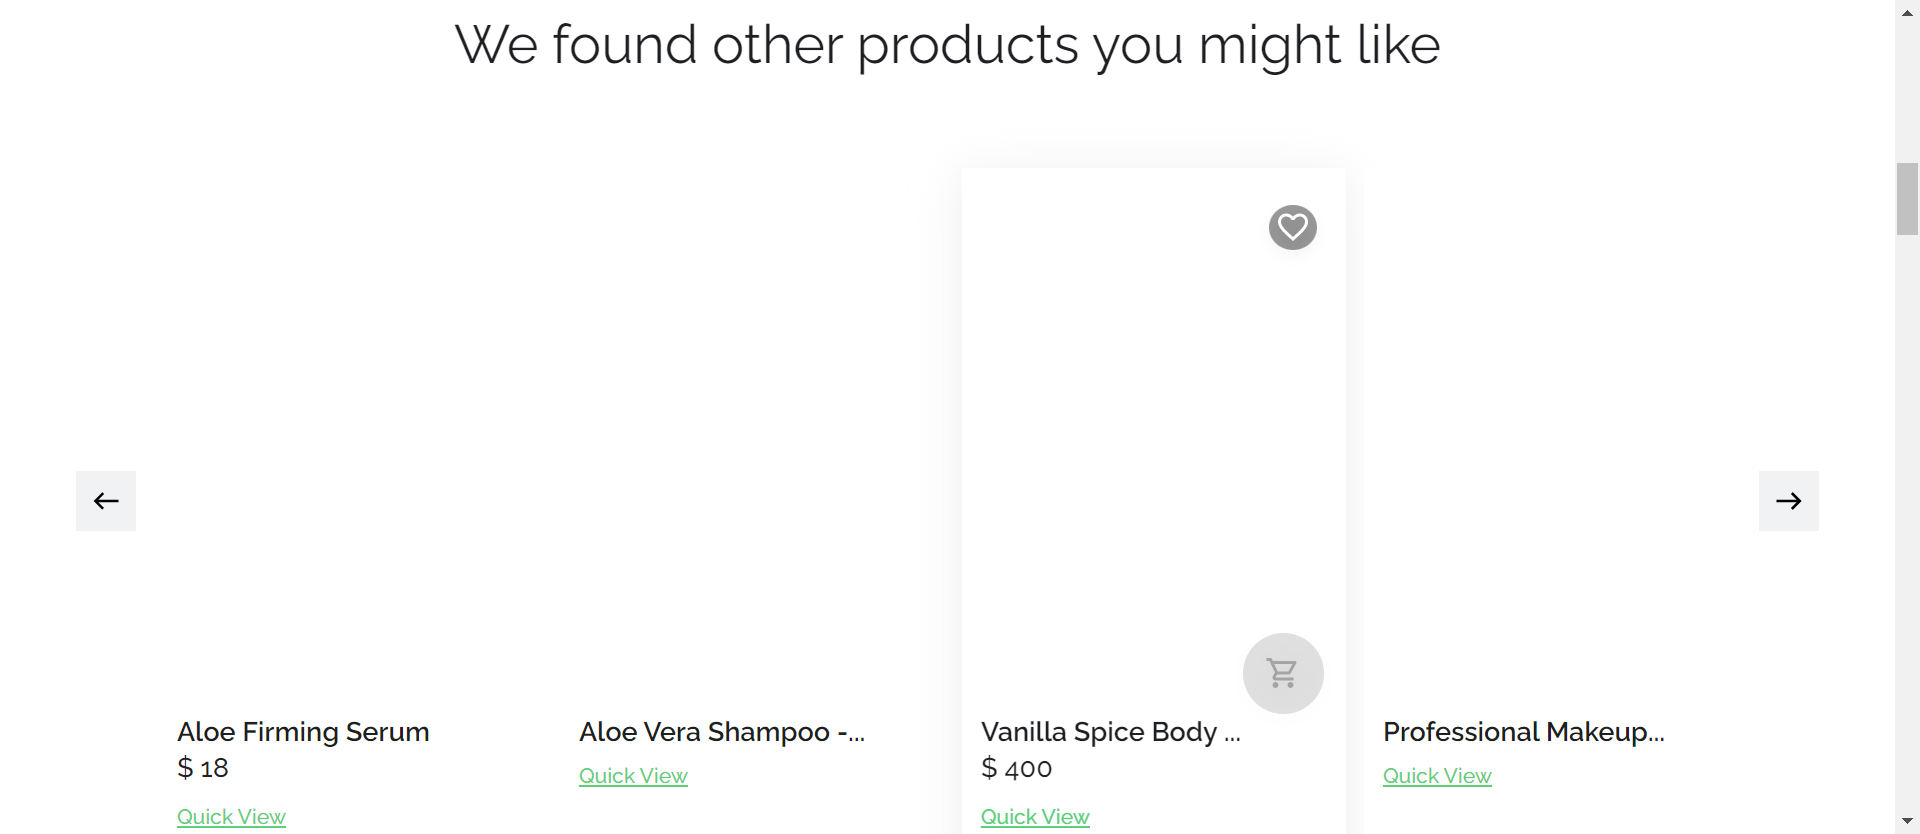 We found other products you might like
Aloe Firming Serum
$ 18
Quick View
Aloe Vera Shampoo -...
Quick View
Vanilla Spice Body ...
$ 400
Quick View
Professional Makeup...
Quick View